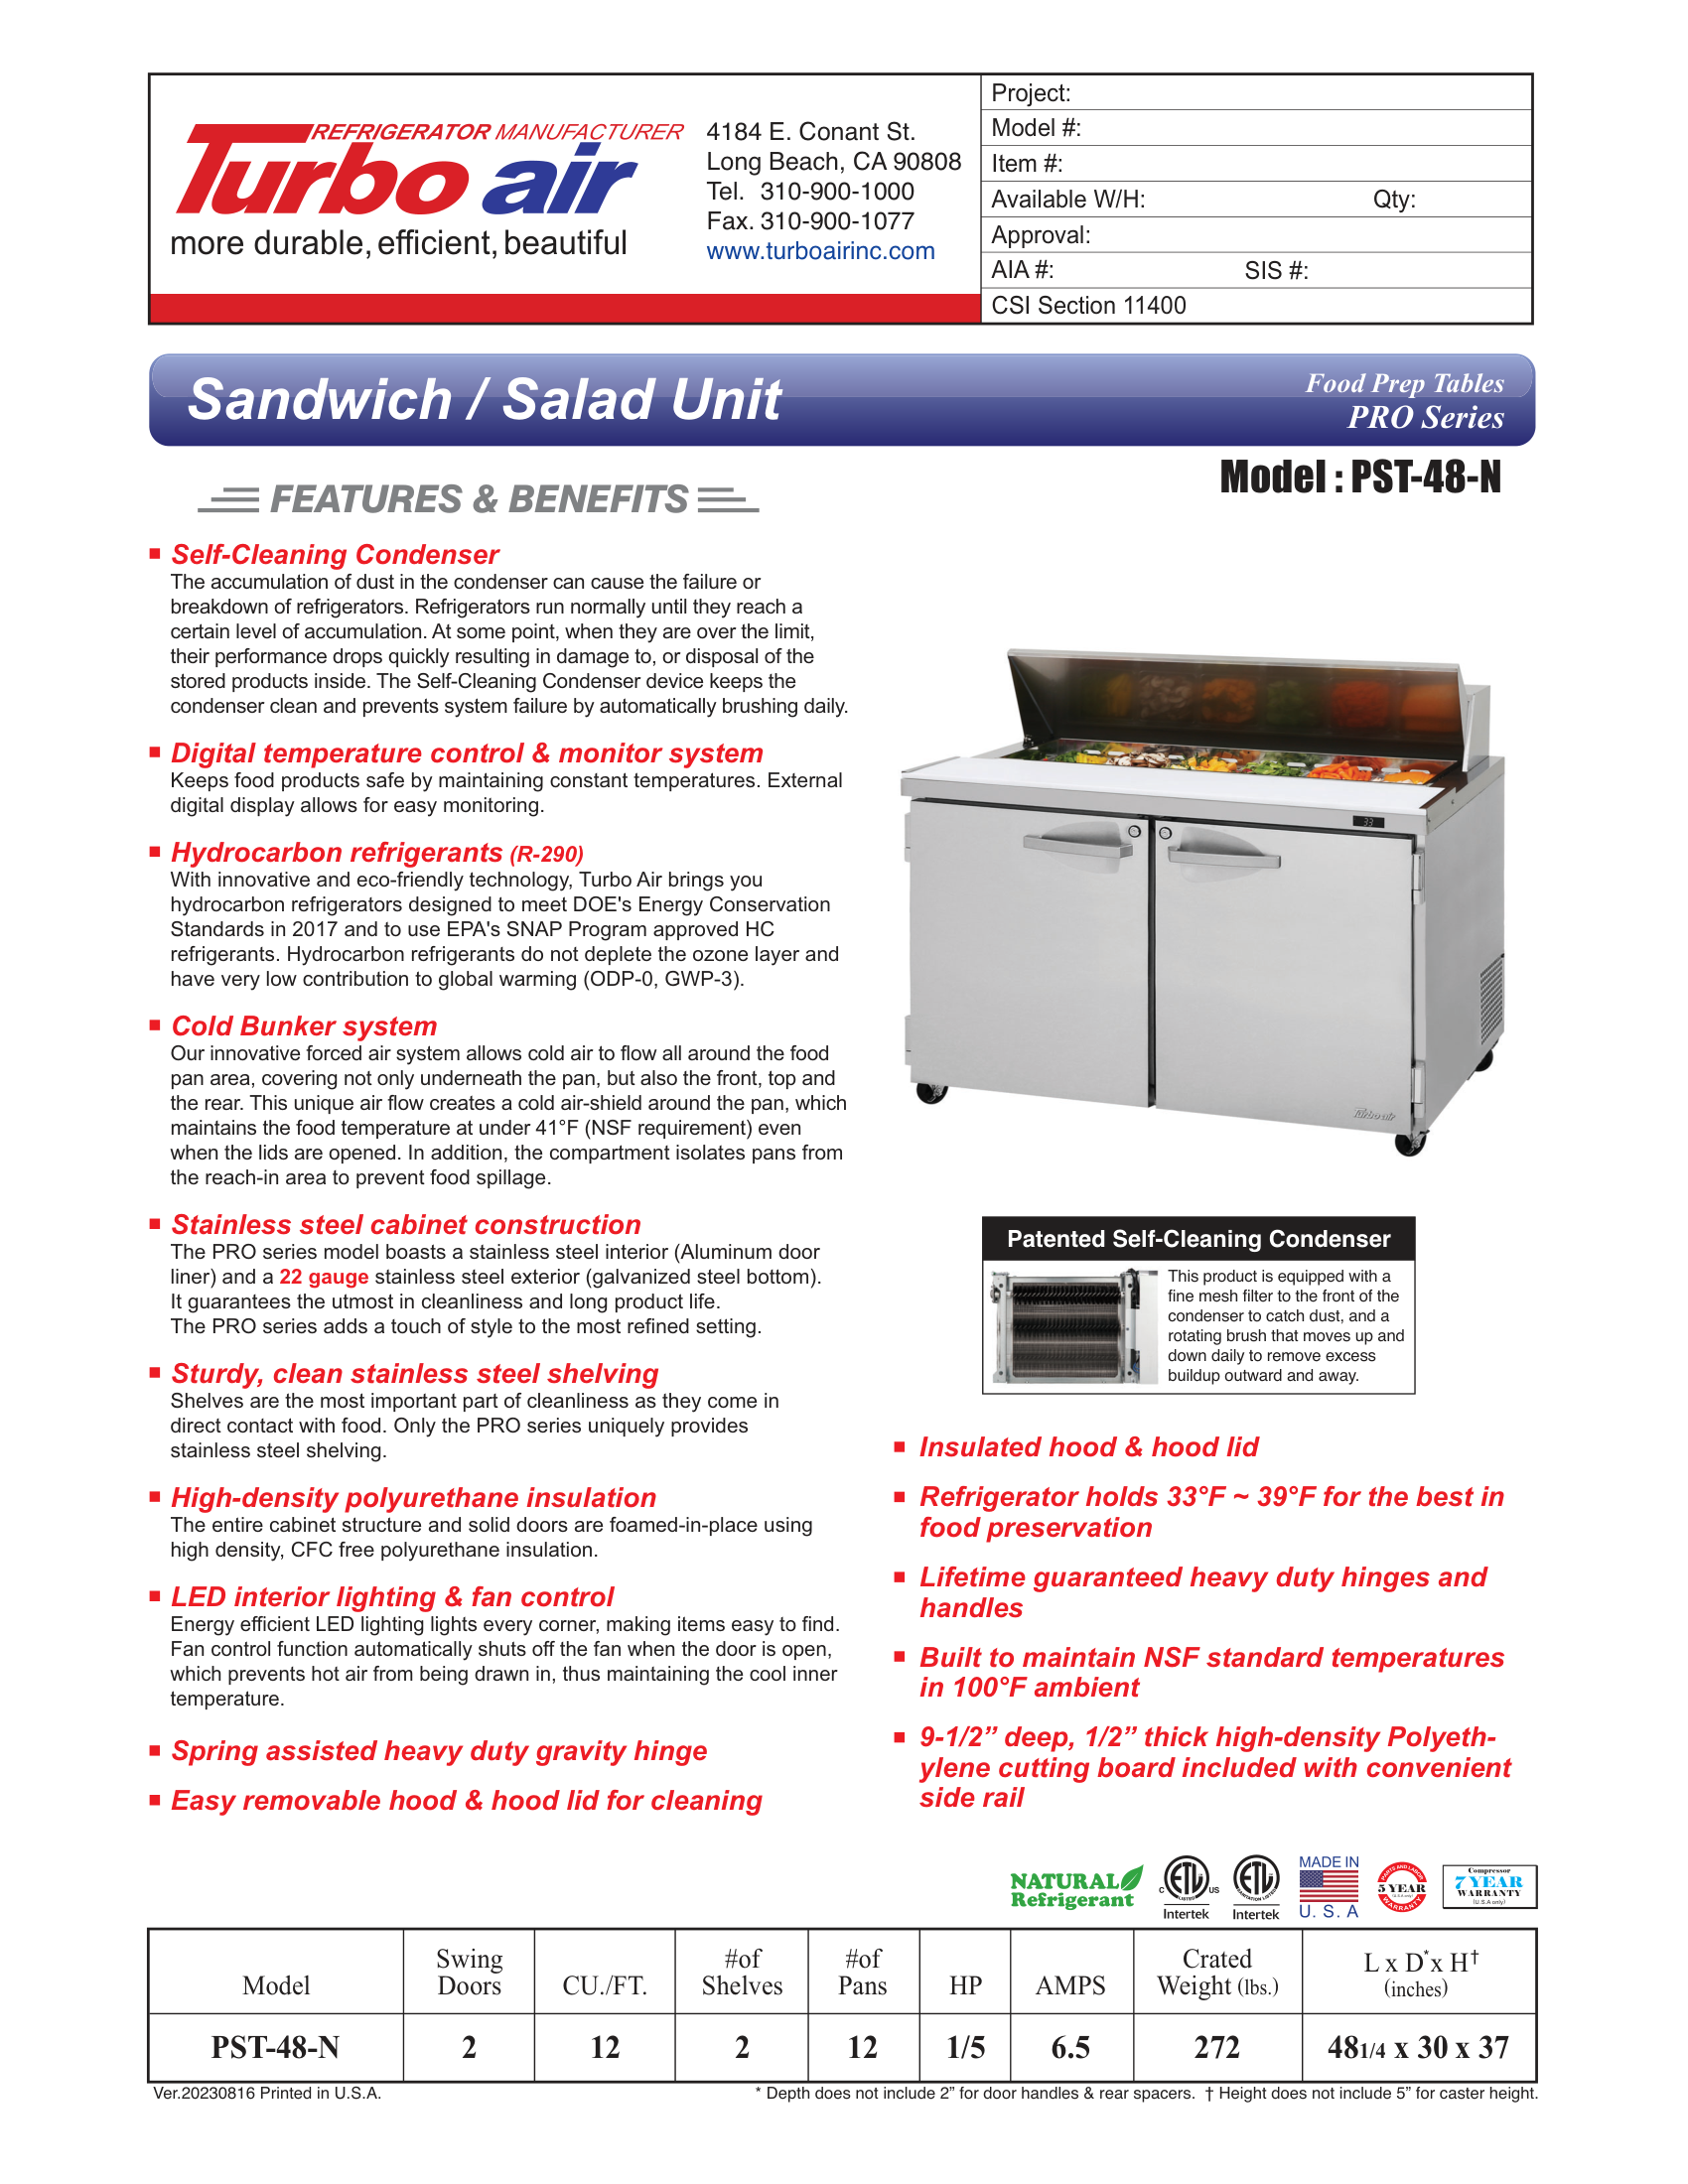 REFRIGERATOR MANUFACTURER
Turbo air
more durable, efficient, beautiful
4184 E. Conant St.
Long Beach, CA 90808
Tel. 310-900-1000
Fax. 310-900-1077
www.turboairinc.com
Project:
Model #:
Item #:
Available W/H: Qty:
Approval:
AIA #: SIS #:
CSI Section 11400
Sandwich / Salad Unit
Food Prep Tables
PRO Series
Model : PST-48-N
FEATURES & BENEFITS
Self-Cleaning Condenser
The accumulation of dust in the condenser can cause the failure or
breakdown of refrigerators. Refrigerators run normally until they reach a
certain level of accumulation. At some point, when they are over the limit,
their performance drops quickly resulting in damage to, or disposal of the
stored products inside. The Self-Cleaning Condenser device keeps the
condenser clean and prevents system failure by automatically brushing daily.
Digital temperature control & monitor system
Keeps food products safe by maintaining constant temperatures. External
digital display allows for easy monitoring.
Hydrocarbon refrigerants (R-290)
With innovative and eco-friendly technology, Turbo Air brings you
hydrocarbon refrigerators designed to meet DOE's Energy Conservation
Standards in 2017 and to use EPA's SNAP Program approved HC
refrigerants. Hydrocarbon refrigerants do not deplete the ozone layer and
have very low contribution to global warming (ODP-0, GWP-3).
Cold Bunker system
Our innovative forced air system allows cold air to flow all around the food
pan area, covering not only underneath the pan, but also the front, top and
the rear. This unique air flow creates a cold air-shield around the pan, which
maintains the food temperature at under 41°F (NSF requirement) even
when the lids are opened. In addition, the compartment isolates pans from
the reach-in area to prevent food spillage.
Stainless steel cabinet construction
The PRO series model boasts a stainless steel interior (Aluminum door
liner) and a 22 gauge stainless steel exterior (galvanized steel bottom).
It guarantees the utmost in cleanliness and long product life.
The PRO series adds a touch of style to the most refined setting.
Sturdy, clean stainless steel shelving
Shelves are the most important part of cleanliness as they come in
direct contact with food. Only the PRO series uniquely provides
stainless steel shelving.
High-density polyurethane insulation
The entire cabinet structure and solid doors are foamed-in-place using
high density, CFC free polyurethane insulation.
LED interior lighting & fan control
Energy efficient LED lighting lights every corner, making items easy to find.
Fan control function automatically shuts off the fan when the door is open,
which prevents hot air from being drawn in, thus maintaining the cool inner
temperature.
Spring assisted heavy duty gravity hinge
Easy removable hood & hood lid for cleaning
33
Turbo air
Patented Self-Cleaning Condenser
This product is equipped with a
fine mesh filter to the front of the
condenser to catch dust, and a
rotating brush that moves up and
down daily to remove excess
buildup outward and away.
Insulated hood & hood lid
Refrigerator holds 33°F ~ 39°F for the best in
food preservation
Lifetime guaranteed heavy duty hinges and
handles
Built to maintain NSF standard temperatures
in 100°F ambient
9-1/2” deep, 1/2” thick high-density Polyeth-
ylene cutting board included with convenient
side rail
NATURAL
Refrigerant
C ETL US
LISTED
Intertek
ETL
SANITATION LISTED
Intertek
MADE IN
U. S. A
PARTS AND LABOR
5 YEAR
(U.S.A only)
WARRANTY
Compressor
7 YEAR
WARRANTY
(U.S.A only)
Model Swing Doors CU./FT. #of Shelves #of Pans HP AMPS Crated Weight (lbs.) L x D* x H† (inches)
PST-48-N 2 12 2 12 1/5 6.5 272 481/4 x 30 x 37
Ver.20230816 Printed in U.S.A.
* Depth does not include 2” for door handles & rear spacers. † Height does not include 5” for caster height.